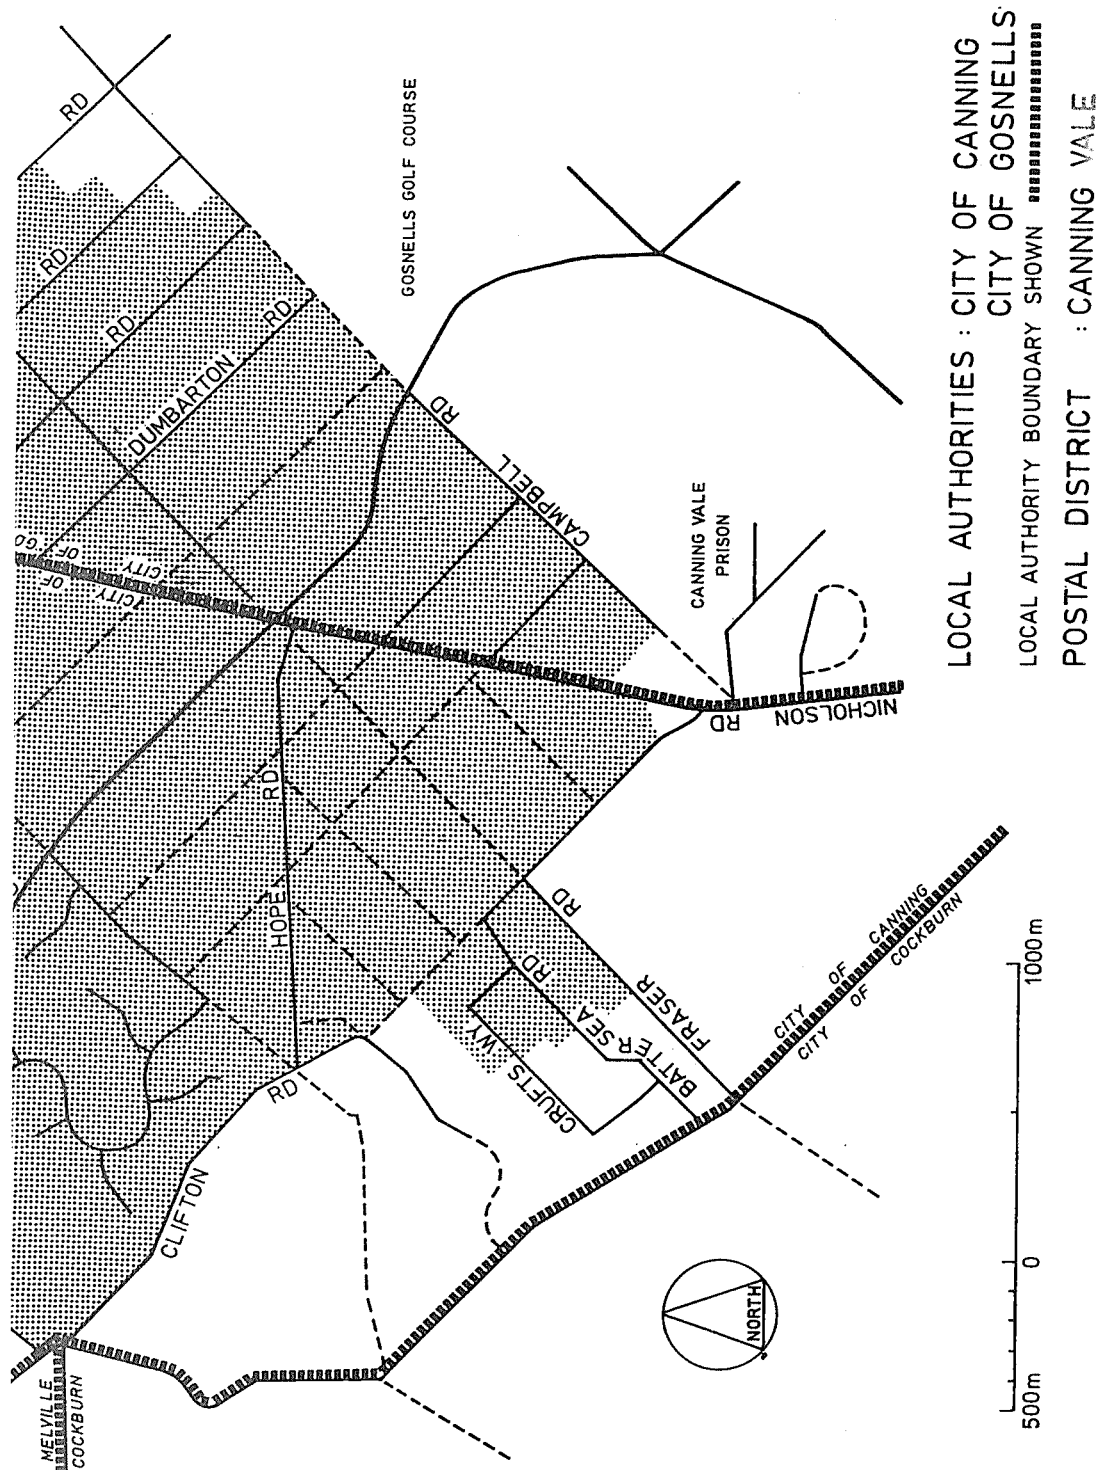 RD
RD
RD
DUMBARTON RD
GOSNELLS GOLF COURSE
CITY OF
CITY OF
HOPE RD
CAMPBELL RD
CANNING VALE
PRISON
NICHOLSON RD
CLIFTON RD
CRUFTS WY
BATTERSEA RD
FRASER RD
MELVILLE
COCKBURN
CITY OF CANNING
CITY OF COCKBURN
NORTH
500m 0 1000m
LOCAL AUTHORITIES : CITY OF CANNING
CITY OF GOSNELLS
LOCAL AUTHORITY BOUNDARY SHOWN
POSTAL DISTRICT : CANNING VALE